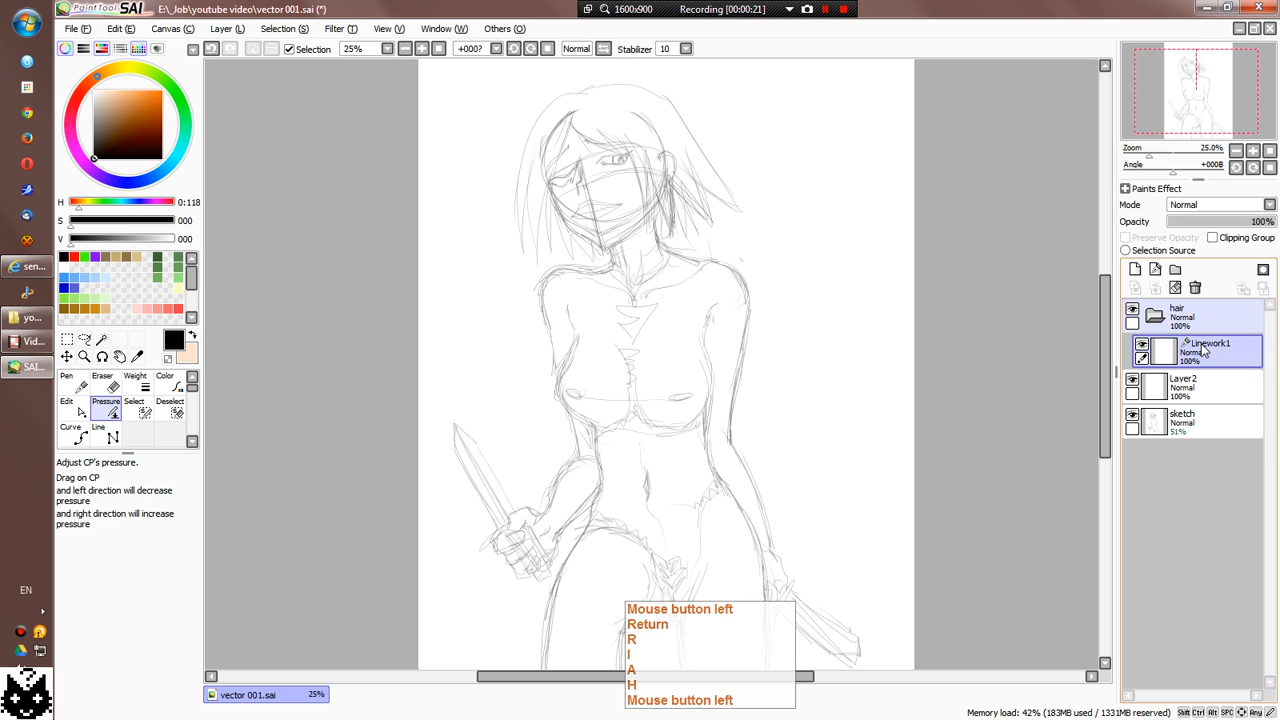 PaintTool SAI E:\_Job\youtube video\vector 001.sai (*)
1600x900 Recording [00:00:21]
File (F) Edit (E) Canvas (C) Layer (L) Selection (S) Filter (T) View (V) Window (W) Others (O)
Selection 25% +000? Normal Stabilizer 10
H 0:118
S 000
V 000
Pen Eraser Weight Color
Edit Pressure Select Deselect
Curve Line
Adjust CP's pressure.
Drag on CP
and left direction will decrease
pressure
and right direction will increase
pressure
sen...
yo...
Vid...
SAI...
EN
Mouse button left
Return
R
I
A
H
Mouse button left
Zoom 25.0%
Angle +000B
Paints Effect
Mode Normal
Opacity 100%
Preserve Opacity Clipping Group
Selection Source
hair
Normal
100%
Linework1
Normal
100%
Layer2
Normal
100%
sketch
Normal
51%
vector 001.sai 25%
Memory load: 42% (183MB used / 1331MB reserved) Shift Ctrl Alt SPC Any